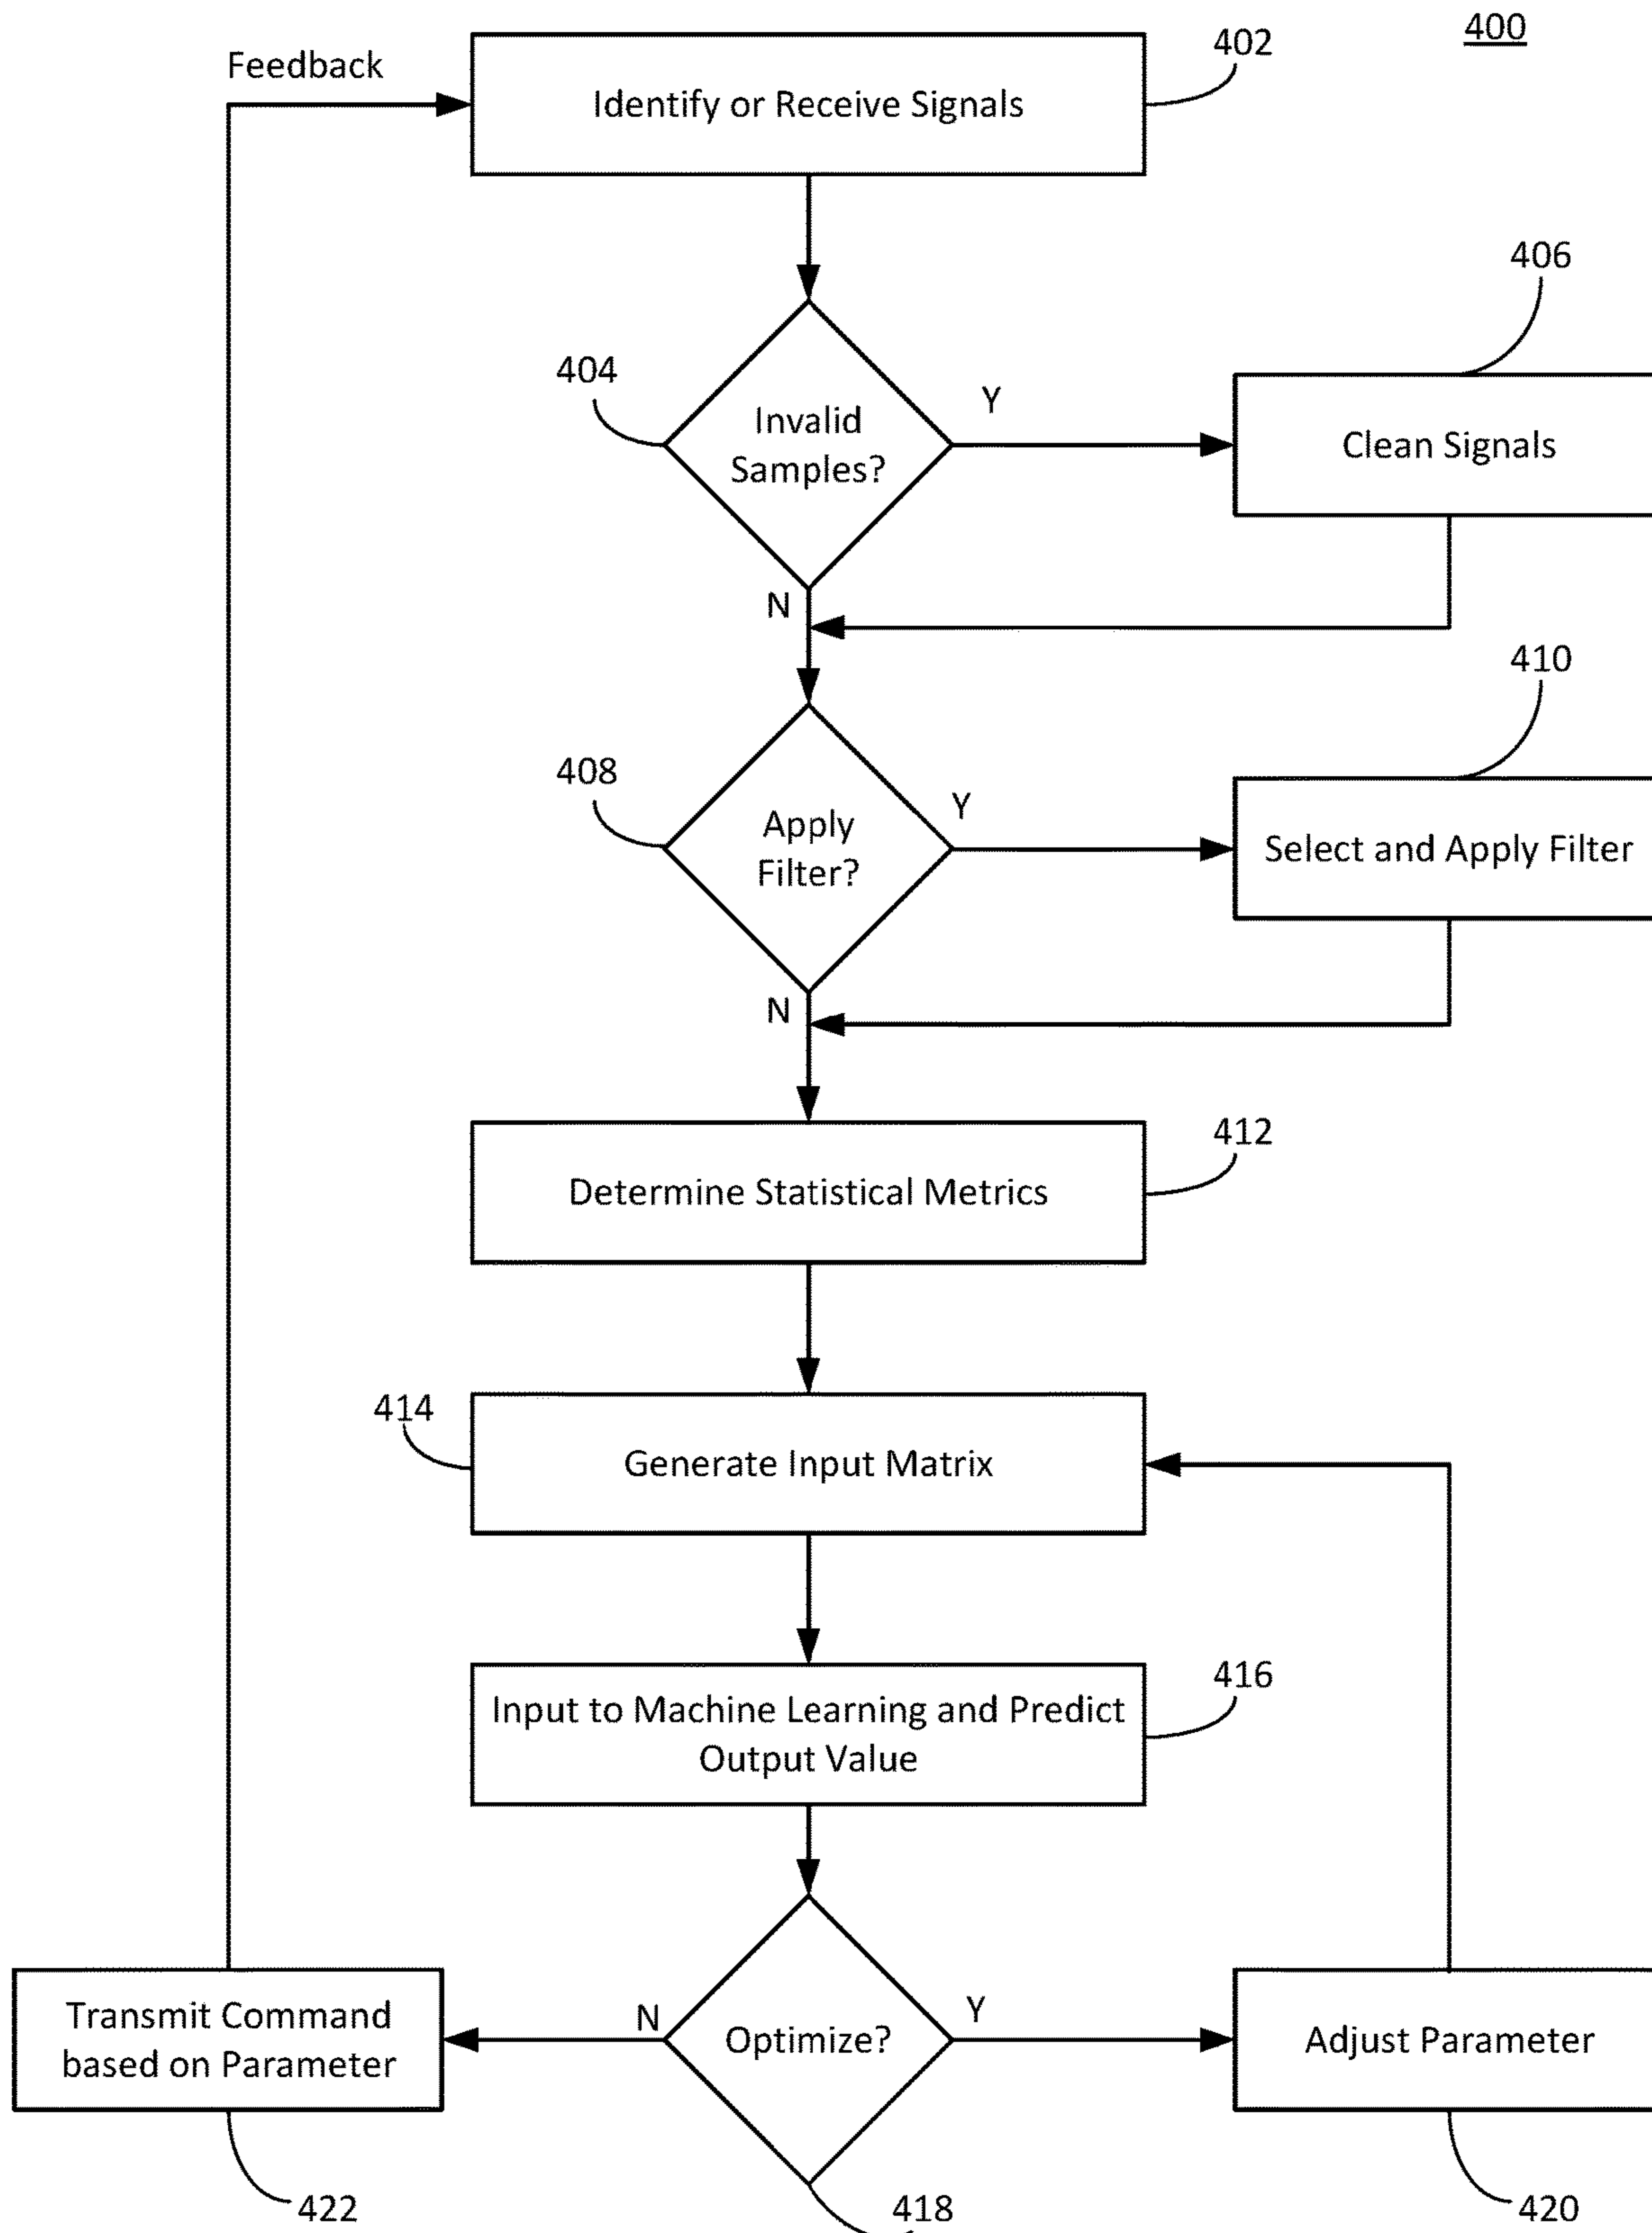 400
Feedback
402
Identify or Receive Signals
404
Invalid
Samples?
Y
406
Clean Signals
N
408
Apply
Filter?
Y
410
Select and Apply Filter
N
412
Determine Statistical Metrics
414
Generate Input Matrix
416
Input to Machine Learning and Predict
Output Value
Transmit Command
based on Parameter
N
Optimize?
Y
Adjust Parameter
422
418
420